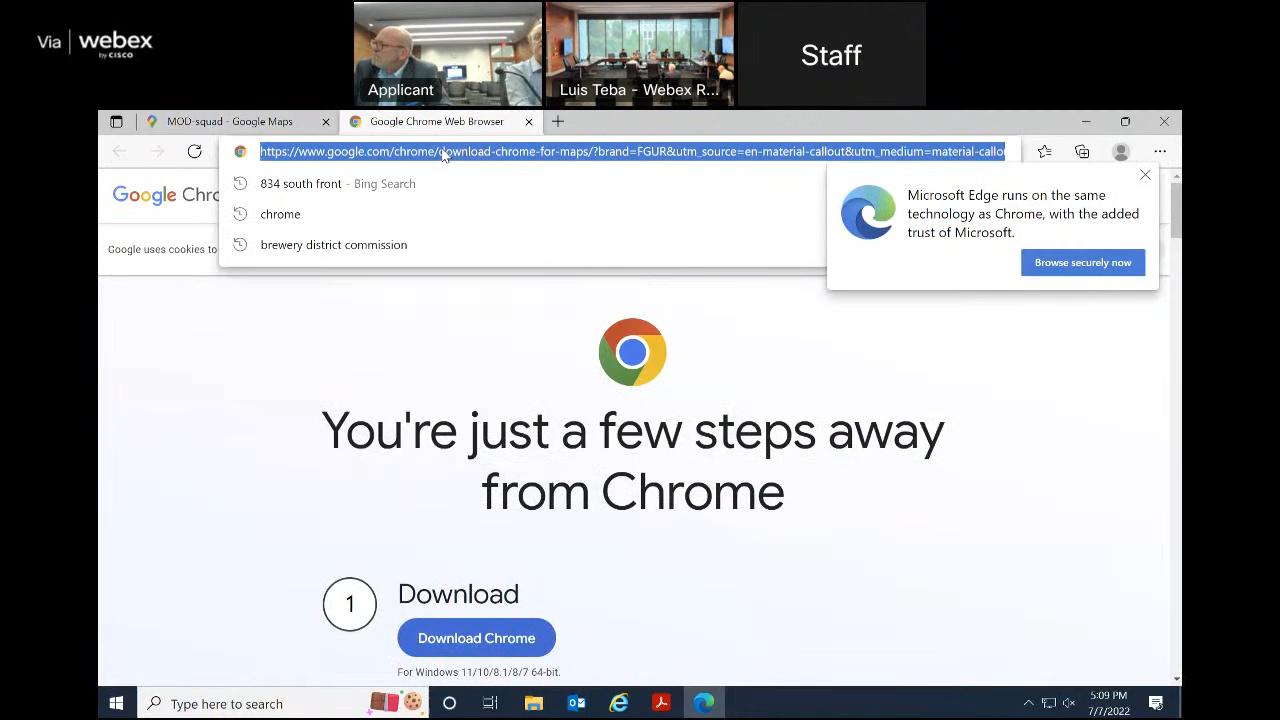 Via | webex
by CISCO
Applicant
Luis Teba - Webex R...
Staff
MOD-squad - Google Maps
Google Chrome Web Browser
https://www.google.com/chrome/download-chrome-for-maps/?brand=FGUR&utm_source=en-material-callout&utm_medium=material-callo
834 south front - Bing Search
chrome
brewery district commission
Google Chro
Google uses cookies to
Microsoft Edge runs on the same
technology as Chrome, with the added
trust of Microsoft.
Browse securely now
You're just a few steps away
from Chrome
1
Download
Download Chrome
For Windows 11/10/8.1/8/7 64-bit.
Type here to search
5:09 PM
7/7/2022